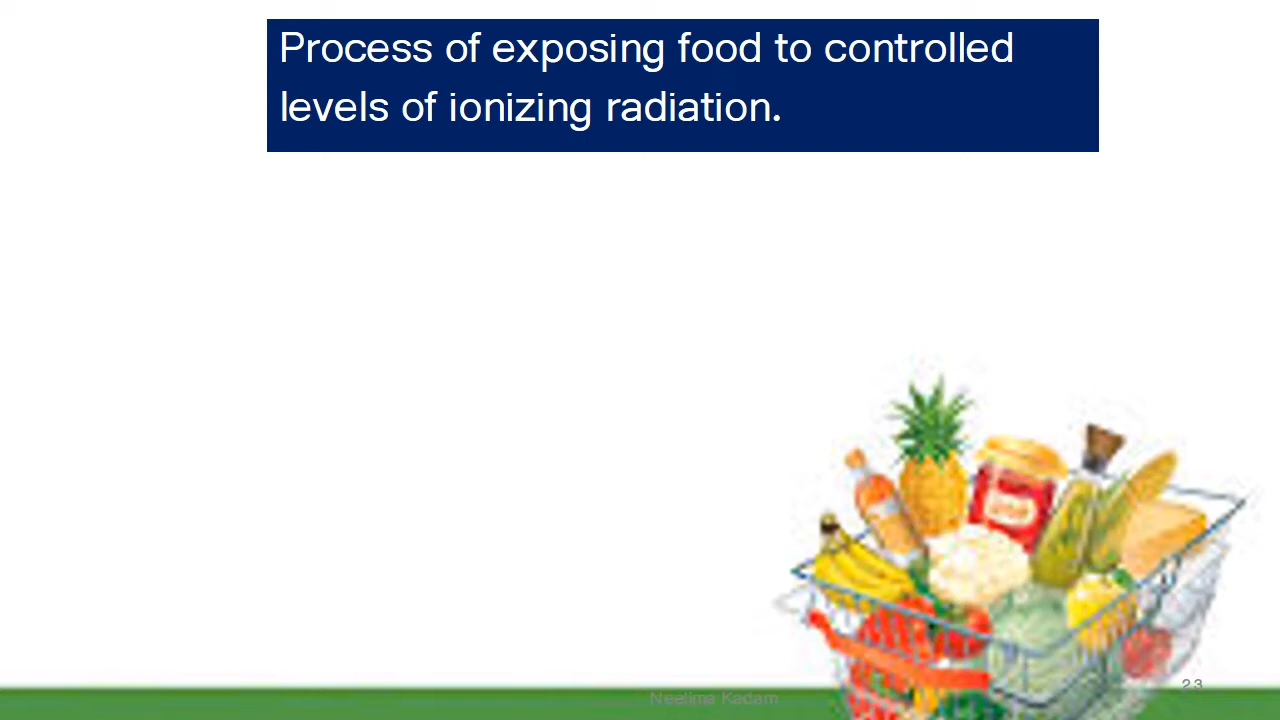 Process of exposing food to controlled
levels of ionizing radiation.
23
Neelima Kadam